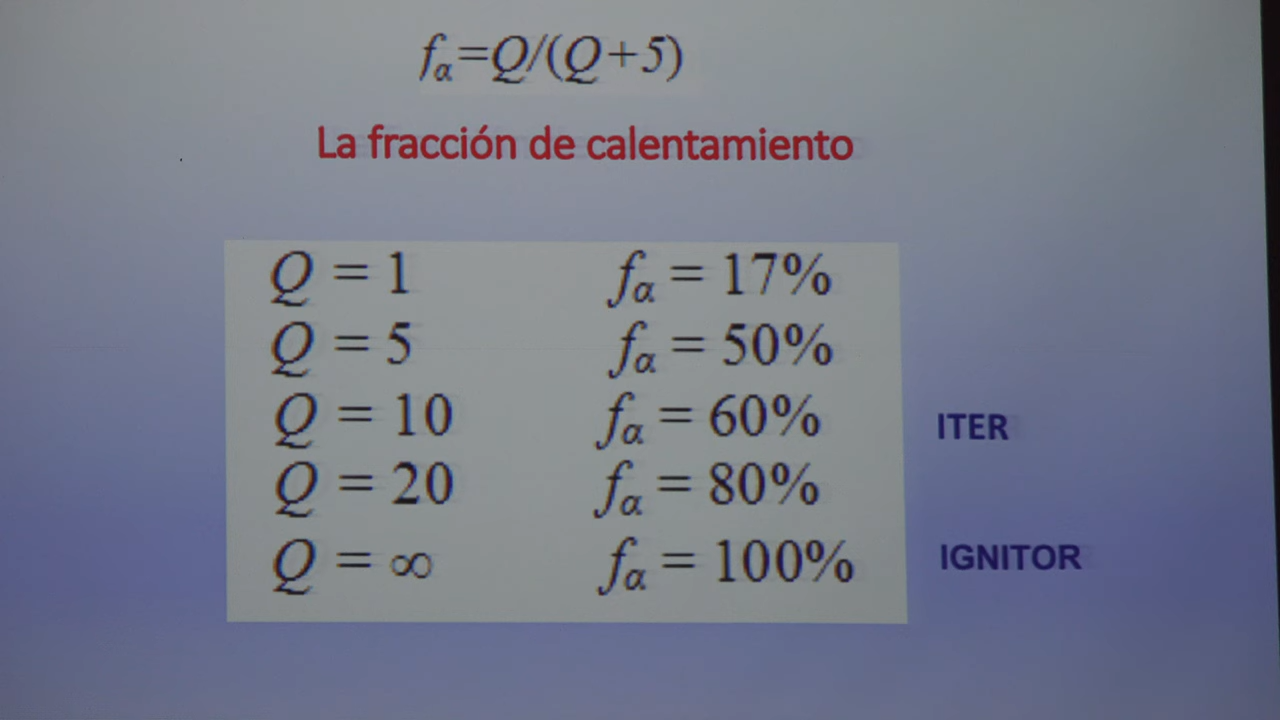 fα=Q/(Q+5)
La fracción de calentamiento
Q = 1 fα = 17%
Q = 5 fα = 50%
Q = 10 fα = 60% ITER
Q = 20 fα = 80%
Q = ∞ fα = 100% IGNITOR